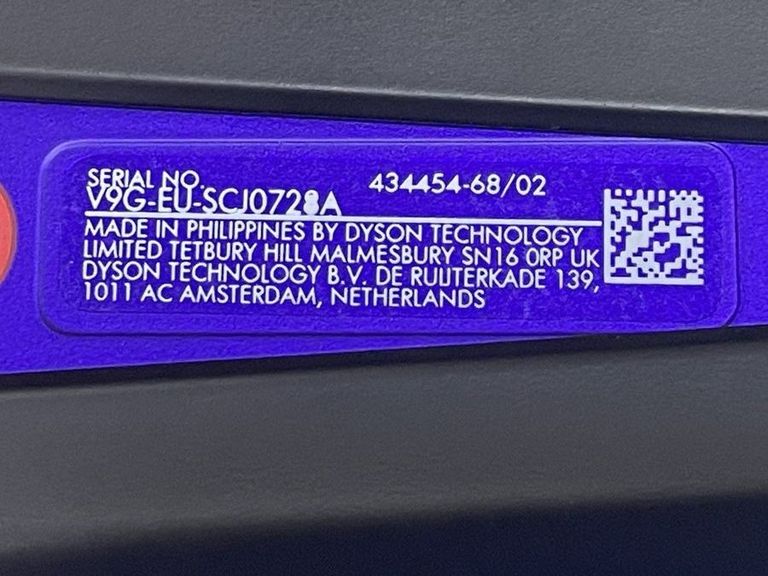 SERIAL NO. 434454-68/02
V9G-EU-SCJ0728A
MADE IN PHILIPPINES BY DYSON TECHNOLOGY
LIMITED TETBURY HILL MALMESBURY SN16 0RP UK
DYSON TECHNOLOGY B.V. DE RUIJTERKADE 139,
1011 AC AMSTERDAM, NETHERLANDS